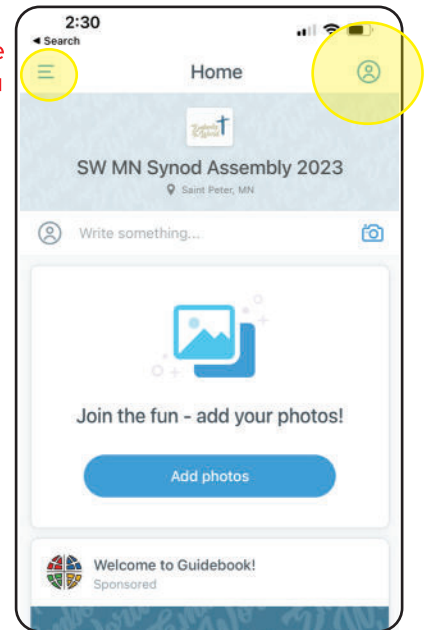 2:30
◄ Search
e
Home
SW MN Synod Assembly 2023
Saint Peter, MN
Write something...
Join the fun - add your photos!
Add photos
Welcome to Guidebook!
Sponsored